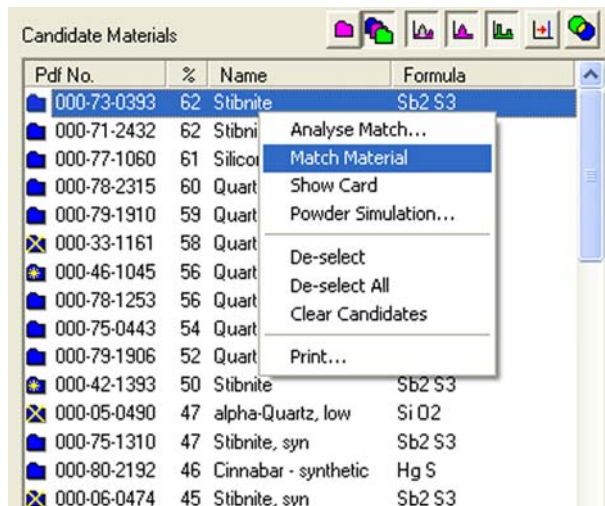 Candidate Materials
Pdf No. % Name Formula
000-73-0393 62 Stibnite Sb2 S3
000-71-2432 62 Stibni
Analyse Match...
000-77-1060 61 Silico
Match Material
000-78-2315 60 Quart
Show Card
000-79-1910 59 Quart
Powder Simulation...
000-33-1161 58 Quart
De-select
000-46-1045 56 Quart
De-select All
000-78-1253 56 Quart
Clear Candidates
000-75-0443 54 Quart
000-79-1906 52 Quart
Print...
000-42-1393 50 Stibnite Sb2 S3
000-05-0490 47 alpha-Quartz, low Si O2
000-75-1310 47 Stibnite, syn Sb2 S3
000-80-2192 46 Cinnabar - synthetic Hg S
000-06-0474 45 Stibnite, syn Sb2 S3